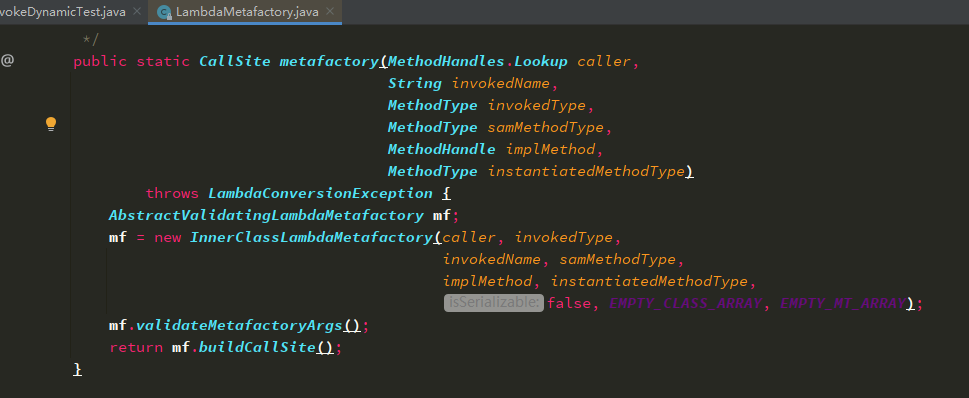 vokeDynamicTest.java × LambdaMetafactory.java ×
*/
@ public static CallSite metafactory(MethodHandles.Lookup caller,
String invokedName,
MethodType invokedType,
MethodType samMethodType,
MethodHandle implMethod,
MethodType instantiatedMethodType)
throws LambdaConversionException {
AbstractValidatingLambdaMetafactory mf;
mf = new InnerClassLambdaMetafactory(caller, invokedType,
invokedName, samMethodType,
implMethod, instantiatedMethodType,
isSerializable: false, EMPTY_CLASS_ARRAY, EMPTY_MT_ARRAY);
mf.validateMetafactoryArgs();
return mf.buildCallSite();
}